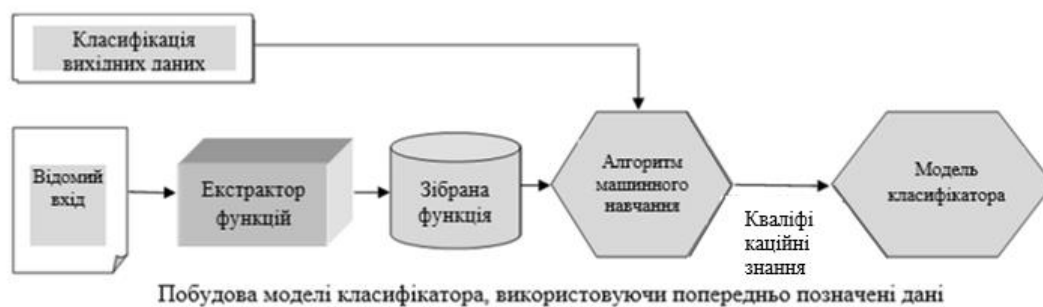 Класифікація
вихідних даних
Відомий
вхід
Екстрактор
функцій
Зібрана
функція
Алгоритм
машинного
навчання
Кваліфі
каційні
знання
Модель
класифікатора
Побудова моделі класифікатора, використовуючи попередньо позначені дані